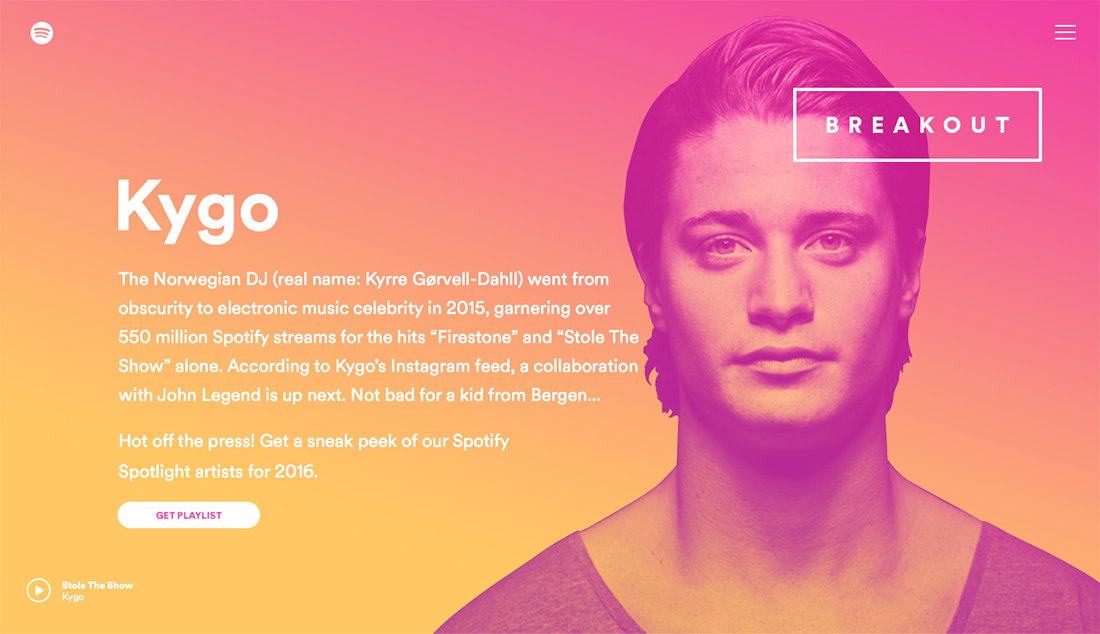 BREAKOUT
Kygo
The Norwegian DJ (real name: Kyrre Gørvell-Dahll) went from
obscurity to electronic music celebrity in 2015, garnering over
550 million Spotify streams for the hits “Firestone” and “Stole The
Show” alone. According to Kygo’s Instagram feed, a collaboration
with John Legend is up next. Not bad for a kid from Bergen...
Hot off the press! Get a sneak peek of our Spotify
Spotlight artists for 2016.
GET PLAYLIST
Stole The Show
Kygo